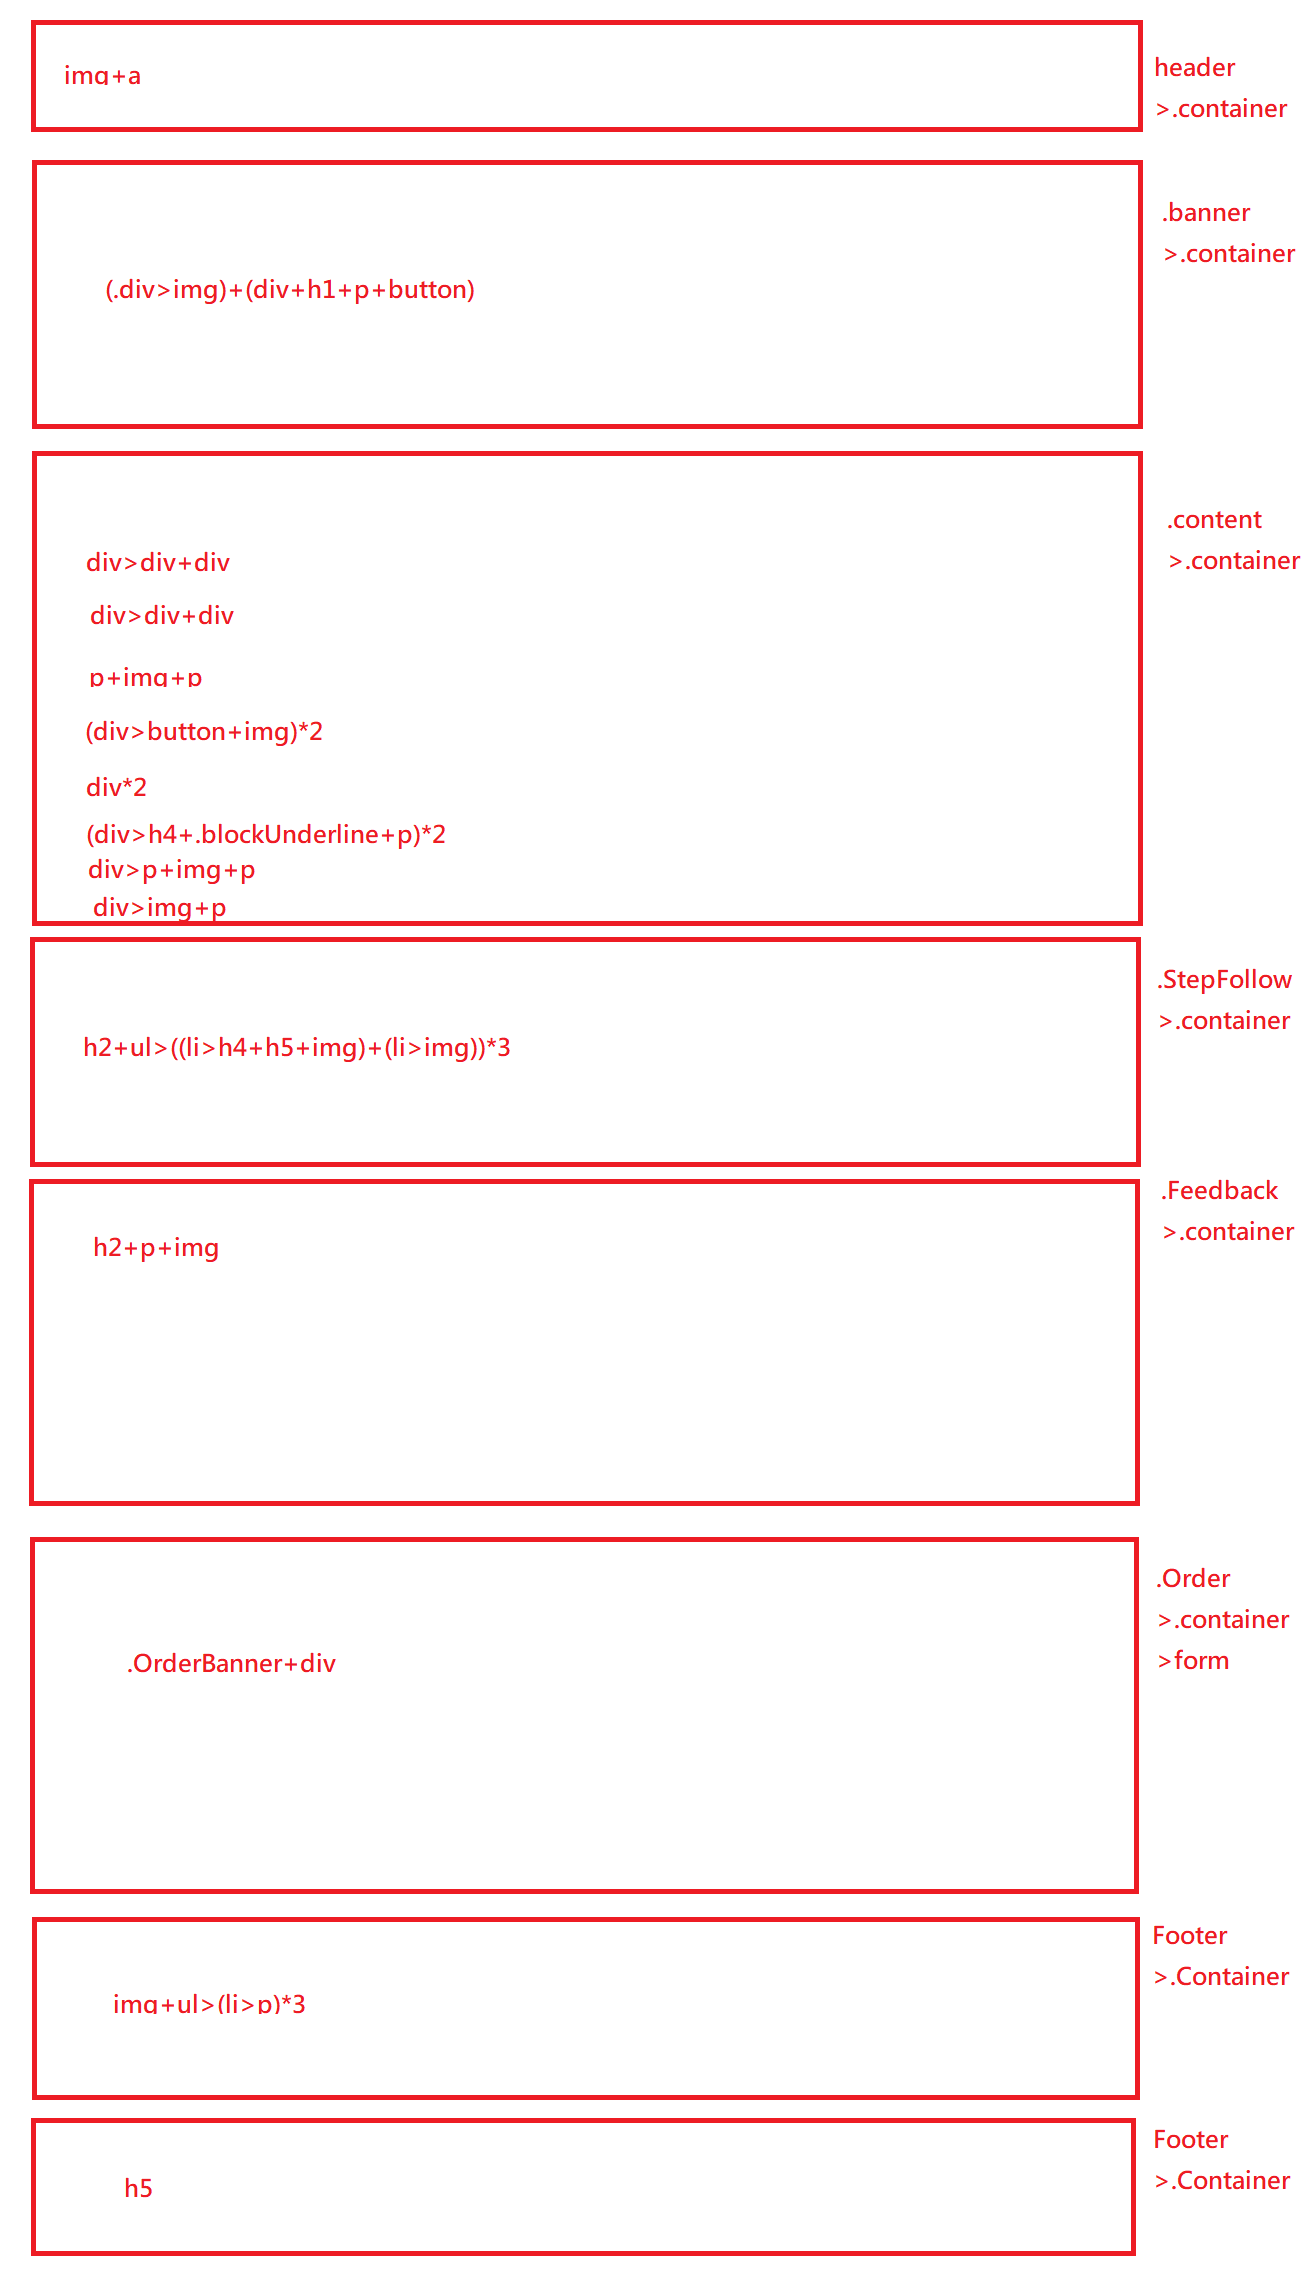 img+a
header
>.container
.banner
>.container
(.div>img)+(div+h1+p+button)
.content
>.container
div>div+div
div>div+div
p+img+p
(div>button+img)*2
div*2
(div>h4+.blockUnderline+p)*2
div>p+img+p
div>img+p
.StepFollow
>.container
h2+ul>((li>h4+h5+img)+(li>img))*3
.Feedback
>.container
h2+p+img
.Order
>.container
>form
.OrderBanner+div
Footer
>.Container
img+ul>(li>p)*3
Footer
>.Container
h5